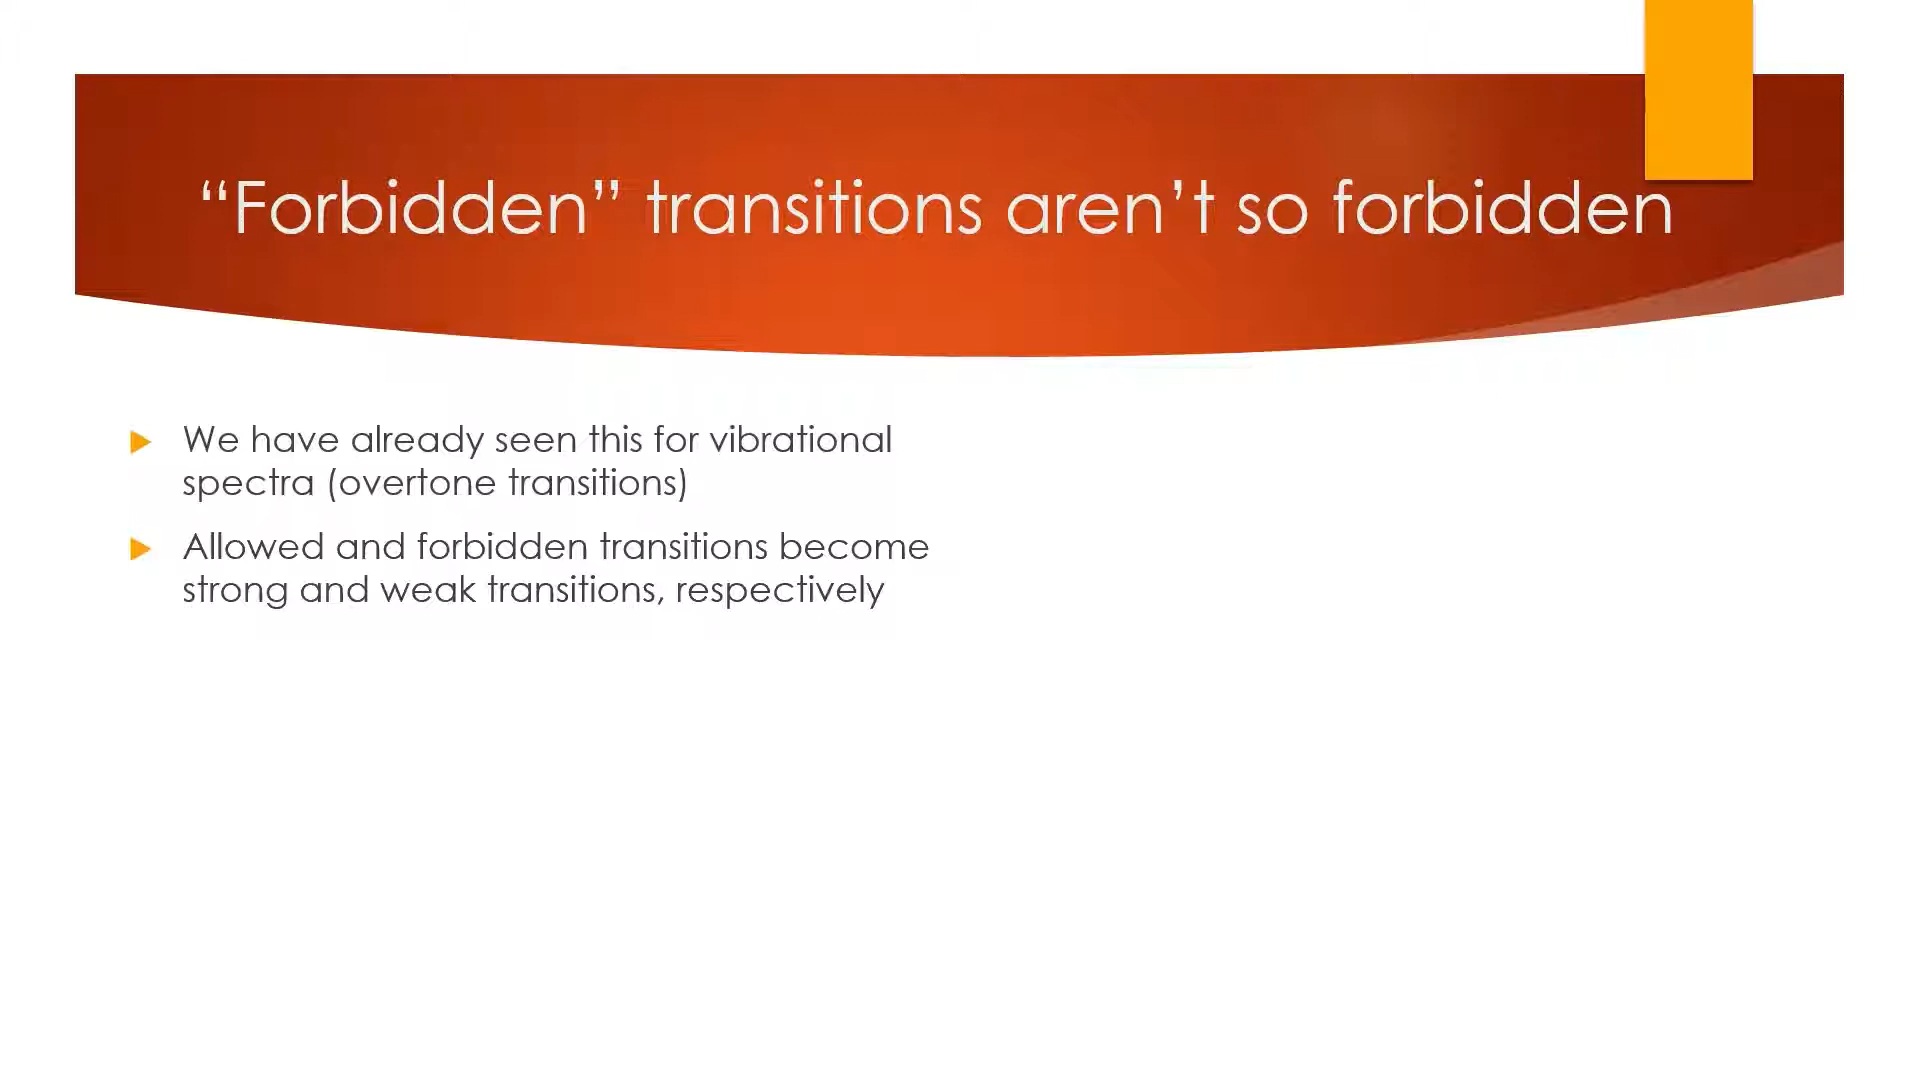 “Forbidden” transitions aren’t so forbidden
We have already seen this for vibrational
spectra (overtone transitions)
Allowed and forbidden transitions become
strong and weak transitions, respectively